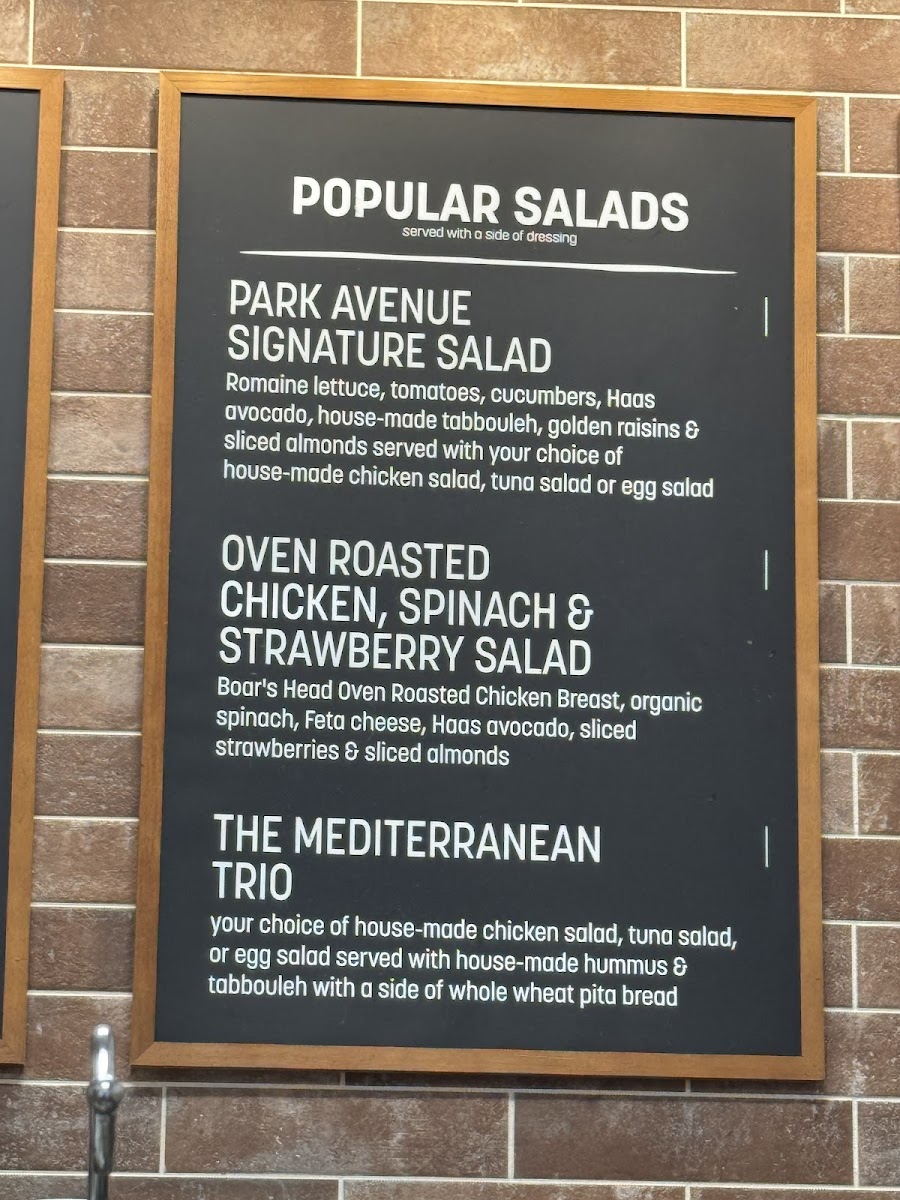 POPULAR SALADS
served with a side of dressing
PARK AVENUE
SIGNATURE SALAD
Romaine lettuce, tomatoes, cucumbers, Haas
avocado, house-made tabbouleh, golden raisins &
sliced almonds served with your choice of
house-made chicken salad, tuna salad or egg salad
OVEN ROASTED
CHICKEN, SPINACH &
STRAWBERRY SALAD
Boar's Head Oven Roasted Chicken Breast, organic
spinach, Feta cheese, Haas avocado, sliced
strawberries & sliced almonds
THE MEDITERRANEAN
TRIO
your choice of house-made chicken salad, tuna salad,
or egg salad served with house-made hummus &
tabbouleh with a side of whole wheat pita bread